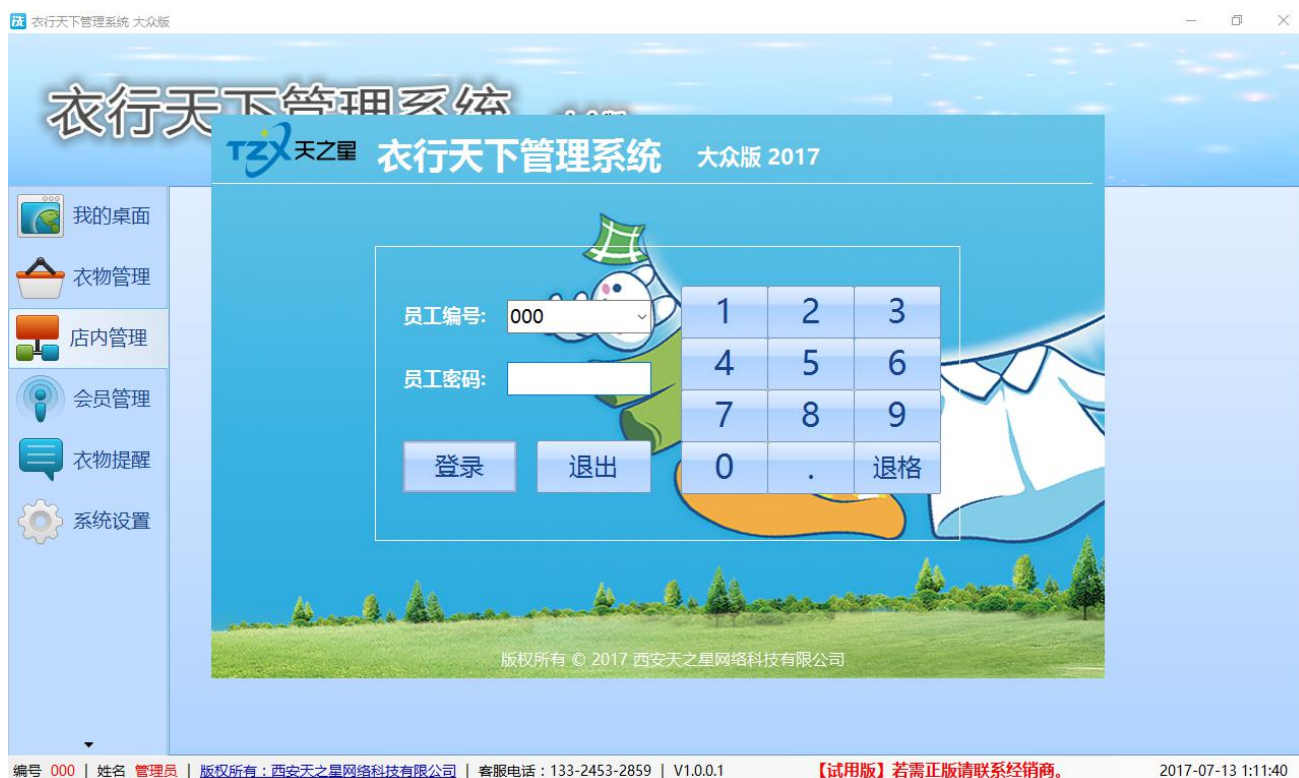 衣行天下管理系统 大众版
衣行天下管理系统
TZX 天之星 衣行天下管理系统 大众版 2017
我的桌面
衣物管理
店内管理
会员管理
衣物提醒
系统设置
员工编号: 000
员工密码:
登录 退出
1 2 3
4 5 6
7 8 9
0 . 退格
版权所有 © 2017 西安天之星网络科技有限公司
编号 000 | 姓名 管理员 | 版权所有：西安天之星网络科技有限公司 | 客服电话：133-2453-2859 | V1.0.0.1 【试用版】若需正版请联系经销商。 2017-07-13 1:11:40